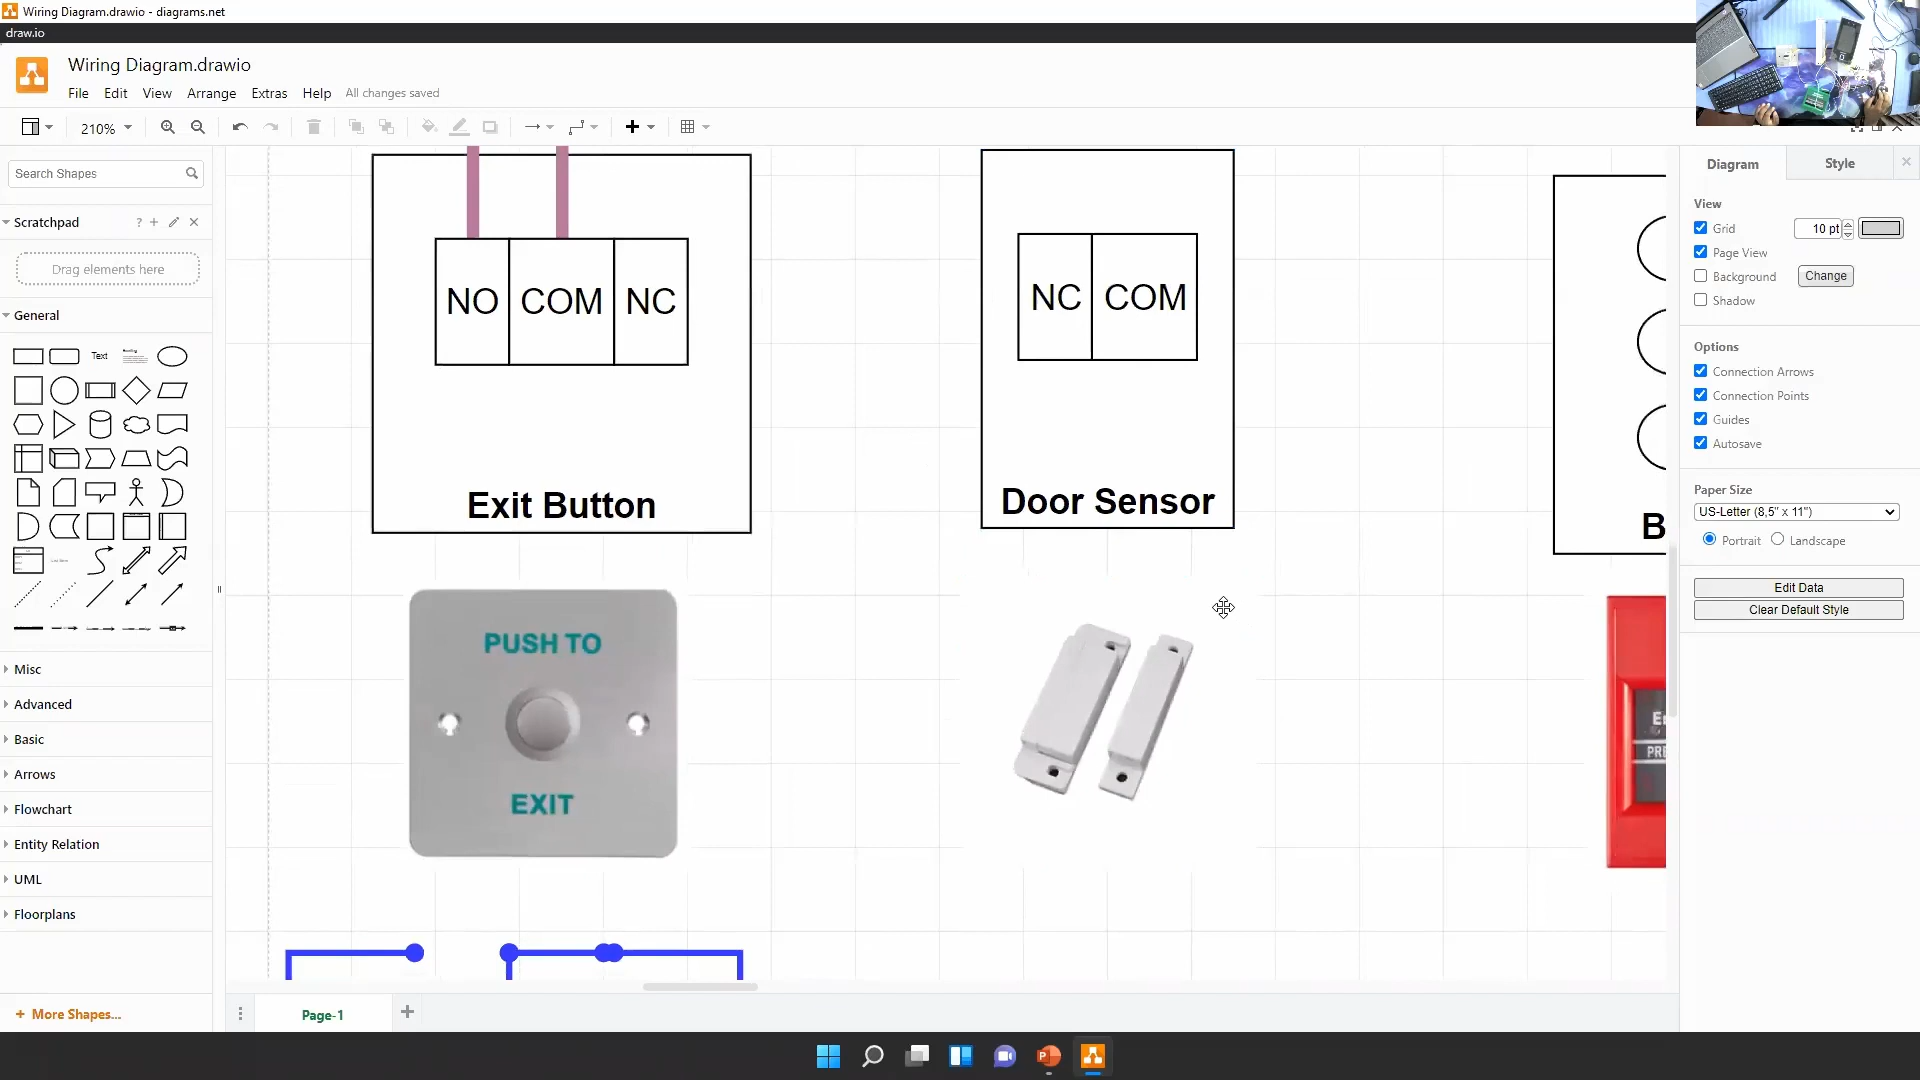 Wiring Diagram.drawio - diagrams.net
draw.io
Wiring Diagram.drawio
File Edit View Arrange Extras Help All changes saved
210%
Search Shapes
Scratchpad
?
Drag elements here
General
Text
Misc
Advanced
Basic
Arrows
Flowchart
Entity Relation
UML
Floorplans
+ More Shapes...
NO COM NC
Exit Button
NC COM
Door Sensor
B
PUSH TO
EXIT
E
PRE
Page-1
Diagram Style
View
Grid 10 pt
Page View
Background Change
Shadow
Options
Connection Arrows
Connection Points
Guides
Autosave
Paper Size
US-Letter (8,5" x 11")
Portrait Landscape
Edit Data
Clear Default Style